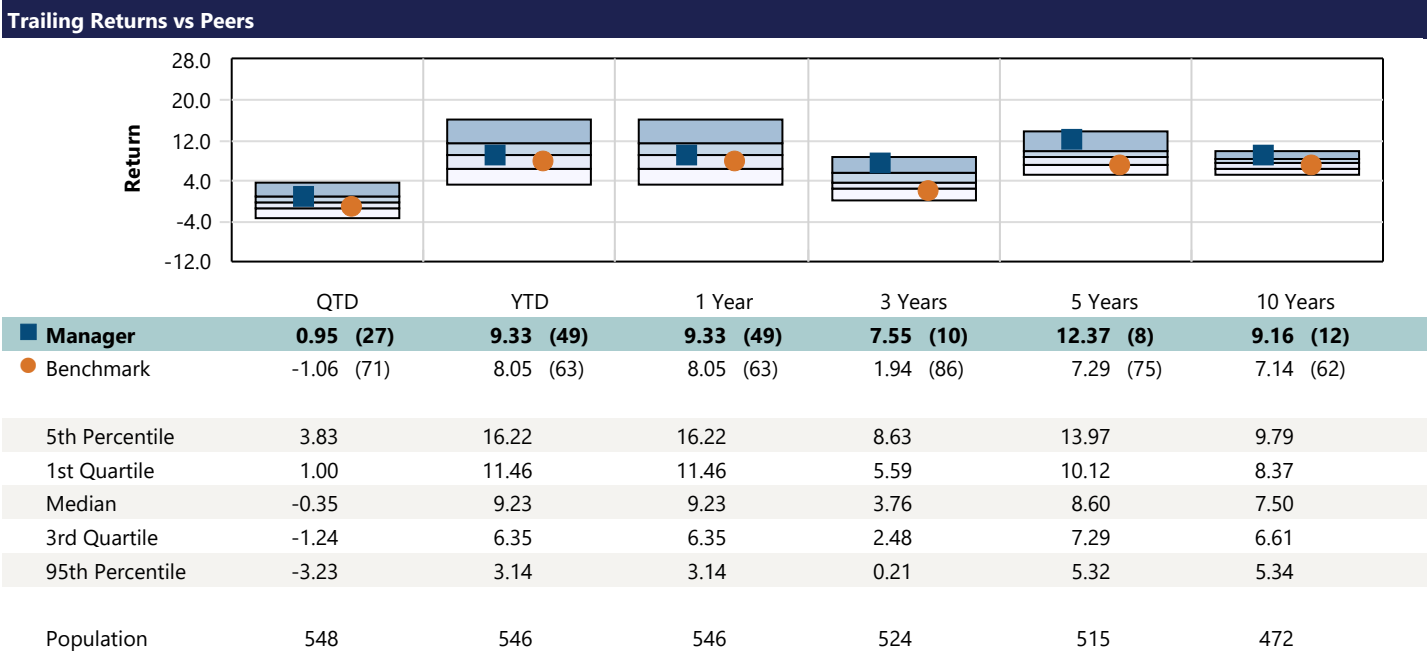 Trailing Returns vs Peers
28.0
20.0
12.0
4.0
-4.0
-12.0
Return
QTD YTD 1 Year 3 Years 5 Years 10 Years
Manager 0.95 (27) 9.33 (49) 9.33 (49) 7.55 (10) 12.37 (8) 9.16 (12)
Benchmark -1.06 (71) 8.05 (63) 8.05 (63) 1.94 (86) 7.29 (75) 7.14 (62)
5th Percentile 3.83 16.22 16.22 8.63 13.97 9.79
1st Quartile 1.00 11.46 11.46 5.59 10.12 8.37
Median -0.35 9.23 9.23 3.76 8.60 7.50
3rd Quartile -1.24 6.35 6.35 2.48 7.29 6.61
95th Percentile -3.23 3.14 3.14 0.21 5.32 5.34
Population 548 546 546 524 515 472